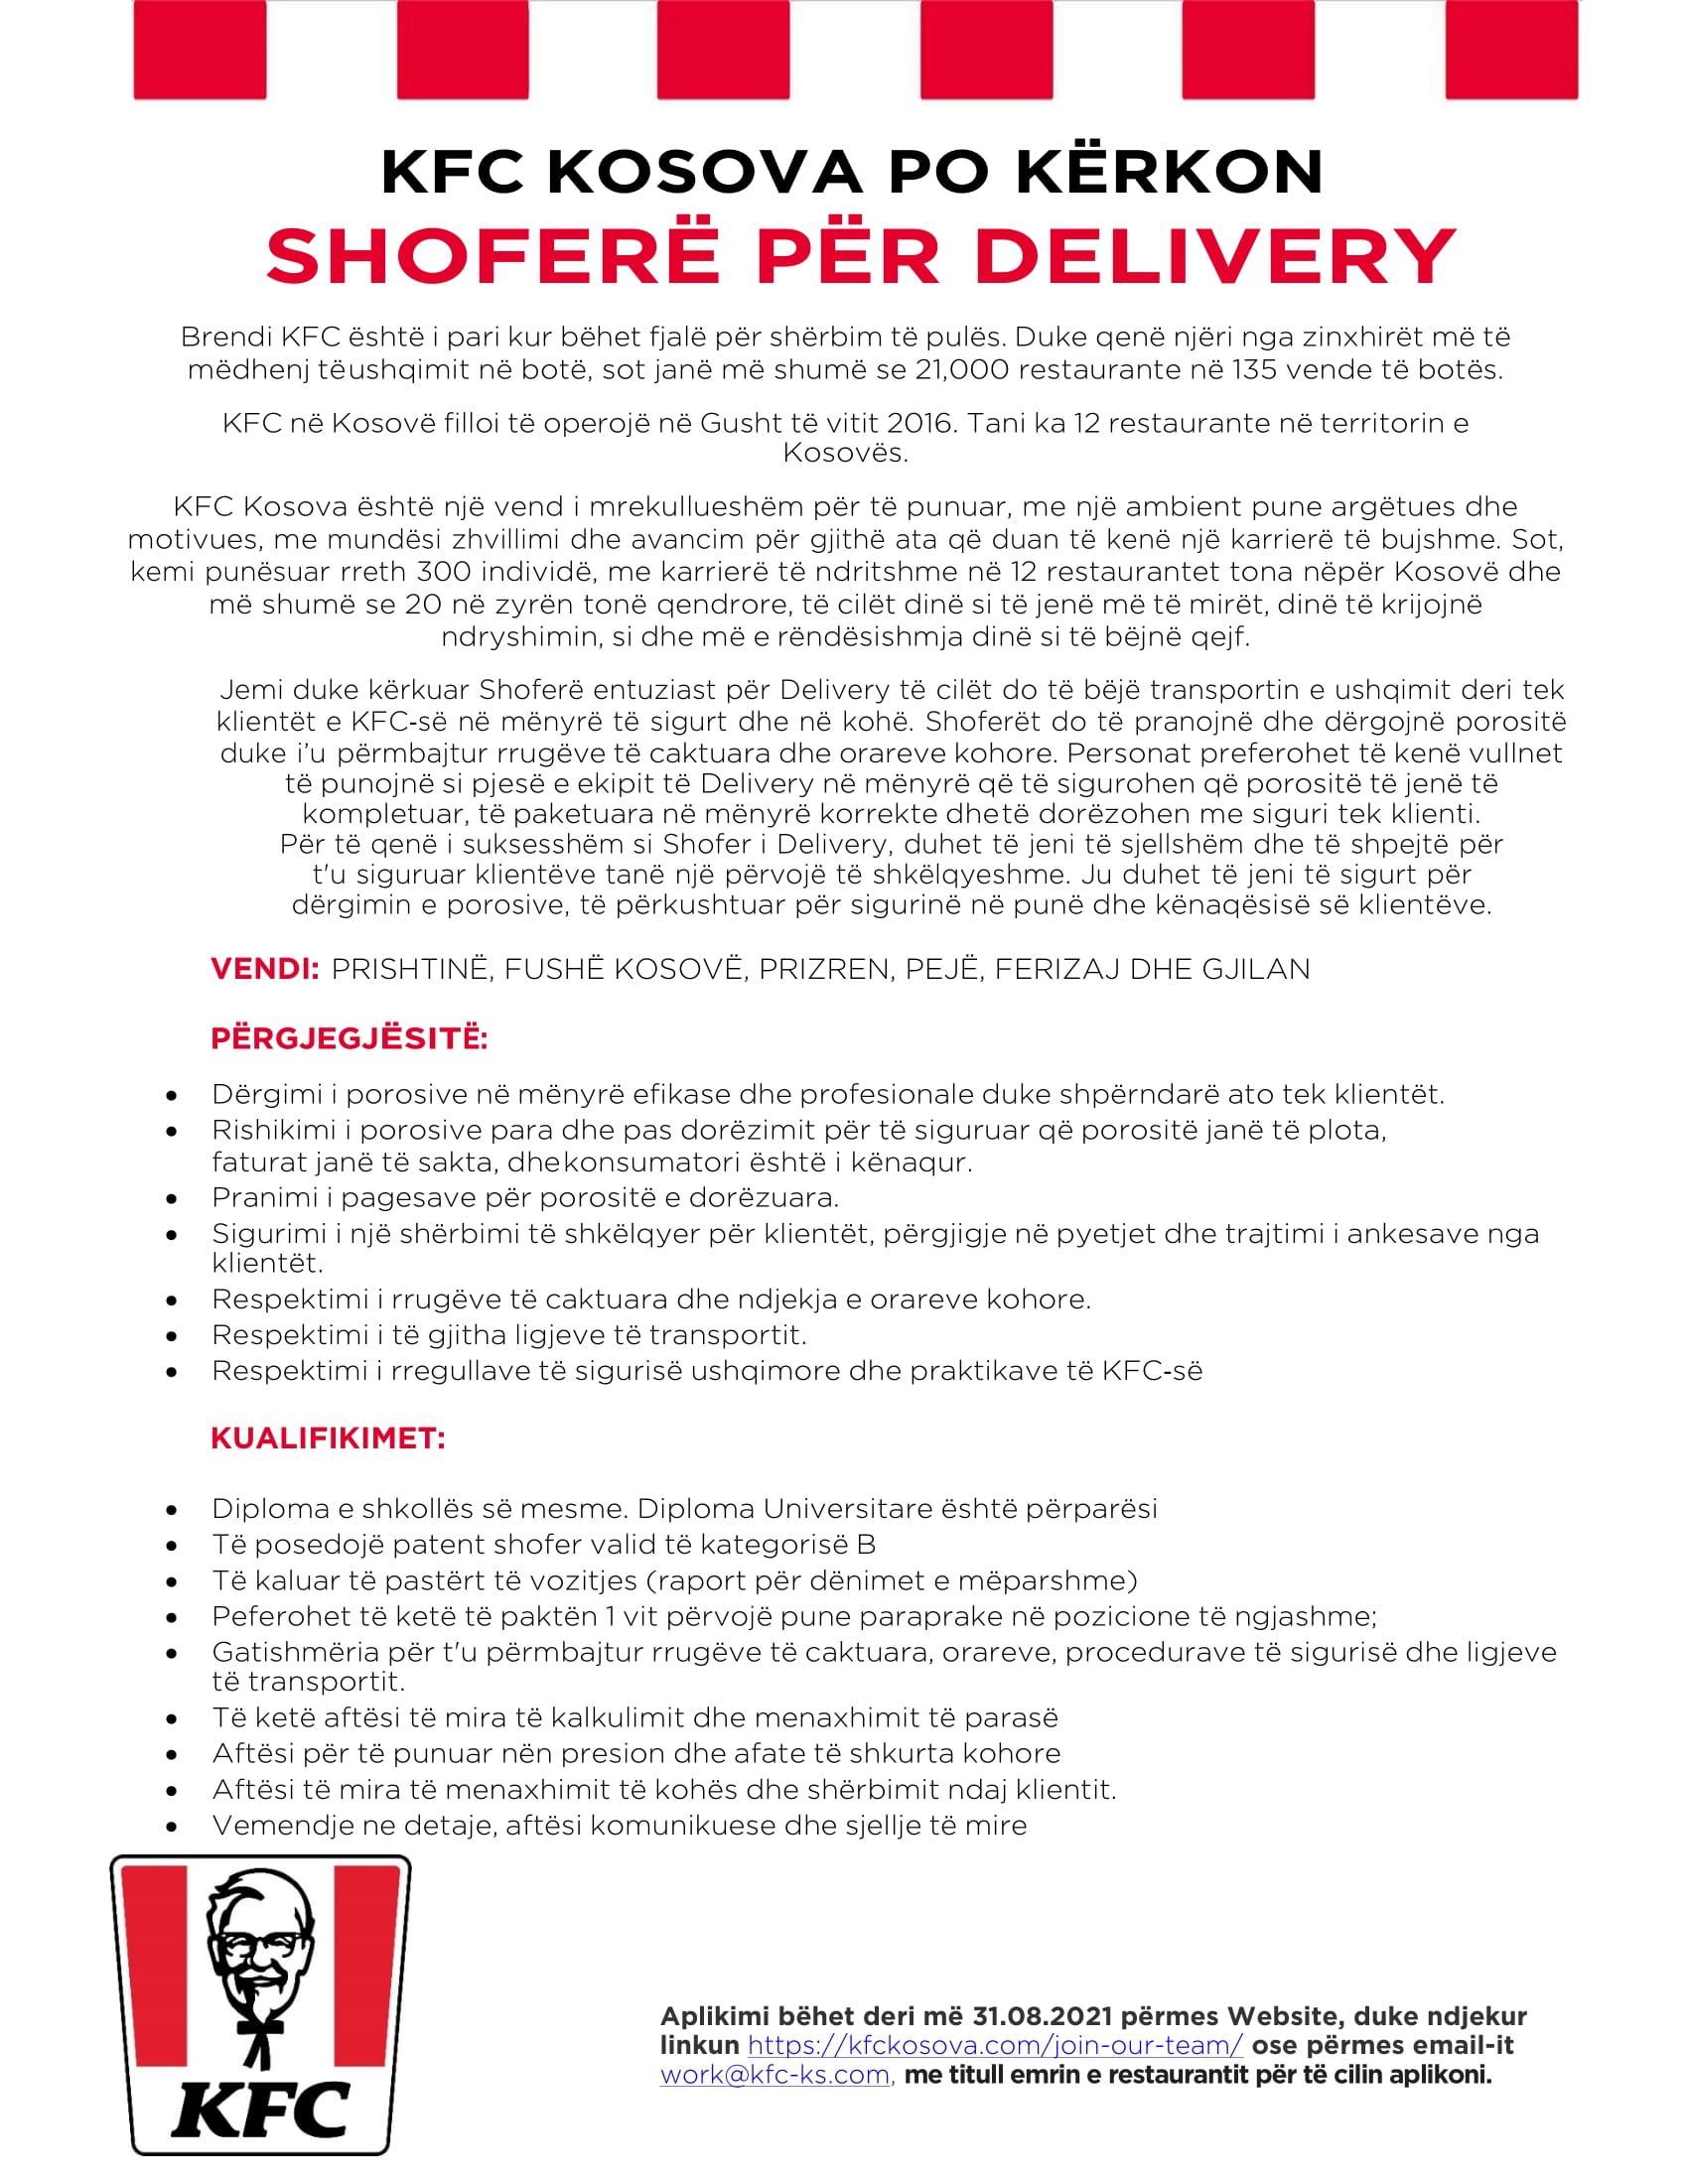 KFC KOSOVA PO KËRKON
SHOFERË PËR DELIVERY
Brendi KFC është i pari kur bëhet fjalë për shërbim të pulës. Duke qenë njëri nga zinxhirët më të
mëdhenj tëushqimit në botë, sot janë më shumë se 21,000 restaurante në 135 vende të botës.
KFC në Kosovë filloi të operojë në Gusht të vitit 2016. Tani ka 12 restaurante në territorin e
Kosovës.
KFC Kosova është një vend i mrekullueshëm për të punuar, me një ambient pune argëtues dhe
motivues, me mundësi zhvillimi dhe avancim për gjithë ata që duan të kenë një karrierë të bujshme. Sot,
kemi punësuar rreth 300 individë, me karrierë të ndritshme në 12 restaurantet tona nëpër Kosovë dhe
më shumë se 20 në zyrën tonë qendrore, të cilët dinë si të jenë më të mirët, dinë të krijojnë
ndryshimin, si dhe më e rëndësishmja dinë si të bëjnë qejf.
Jemi duke kërkuar Shoferë entuziast për Delivery të cilët do të bëjë transportin e ushqimit deri tek
klientët e KFC-së në mënyrë të sigurt dhe në kohë. Shoferët do të pranojnë dhe dërgojnë porositë
duke i’u përmbajtur rrugëve të caktuara dhe orareve kohore. Personat preferohet të kenë vullnet
të punojnë si pjesë e ekipit të Delivery në mënyrë që të sigurohen që porositë të jenë të
kompletuar, të paketuara në mënyrë korrekte dhetë dorëzohen me siguri tek klienti.
Për të qenë i suksesshëm si Shofer i Delivery, duhet të jeni të sjellshëm dhe të shpejtë për
t'u siguruar klientëve tanë një përvojë të shkëlqyeshme. Ju duhet të jeni të sigurt për
dërgimin e porosive, të përkushtuar për sigurinë në punë dhe kënaqësisë së klientëve.
VENDI: PRISHTINË, FUSHË KOSOVË, PRIZREN, PEJË, FERIZAJ DHE GJILAN
PËRGJEGJËSITË:
• Dërgimi i porosive në mënyrë efikase dhe profesionale duke shpërndarë ato tek klientët.
• Rishikimi i porosive para dhe pas dorëzimit për të siguruar që porositë janë të plota,
faturat janë të sakta, dhekonsumatori është i kënaqur.
• Pranimi i pagesave për porositë e dorëzuara.
• Sigurimi i një shërbimi të shkëlqyer për klientët, përgjigje në pyetjet dhe trajtimi i ankesave nga
klientët.
• Respektimi i rrugëve të caktuara dhe ndjekja e orareve kohore.
• Respektimi i të gjitha ligjeve të transportit.
• Respektimi i rregullave të sigurisë ushqimore dhe praktikave të KFC-së
KUALIFIKIMET:
• Diploma e shkollës së mesme. Diploma Universitare është përparësi
• Të posedojë patent shofer valid të kategorisë B
• Të kaluar të pastërt të vozitjes (raport për dënimet e mëparshme)
• Peferohet të ketë të paktën 1 vit përvojë pune paraprake në pozicione të ngjashme;
• Gatishmëria për t'u përmbajtur rrugëve të caktuara, orareve, procedurave të sigurisë dhe ligjeve
të transportit.
• Të ketë aftësi të mira të kalkulimit dhe menaxhimit të parasë
• Aftësi për të punuar nën presion dhe afate të shkurta kohore
• Aftësi të mira të menaxhimit të kohës dhe shërbimit ndaj klientit.
• Vemendje ne detaje, aftësi komunikuese dhe sjellje të mire
KFC
Aplikimi bëhet deri më 31.08.2021 përmes Website, duke ndjekur
linkun https://kfckosova.com/join-our-team/ ose përmes email-it
work@kfc-ks.com, me titull emrin e restaurantit për të cilin aplikoni.